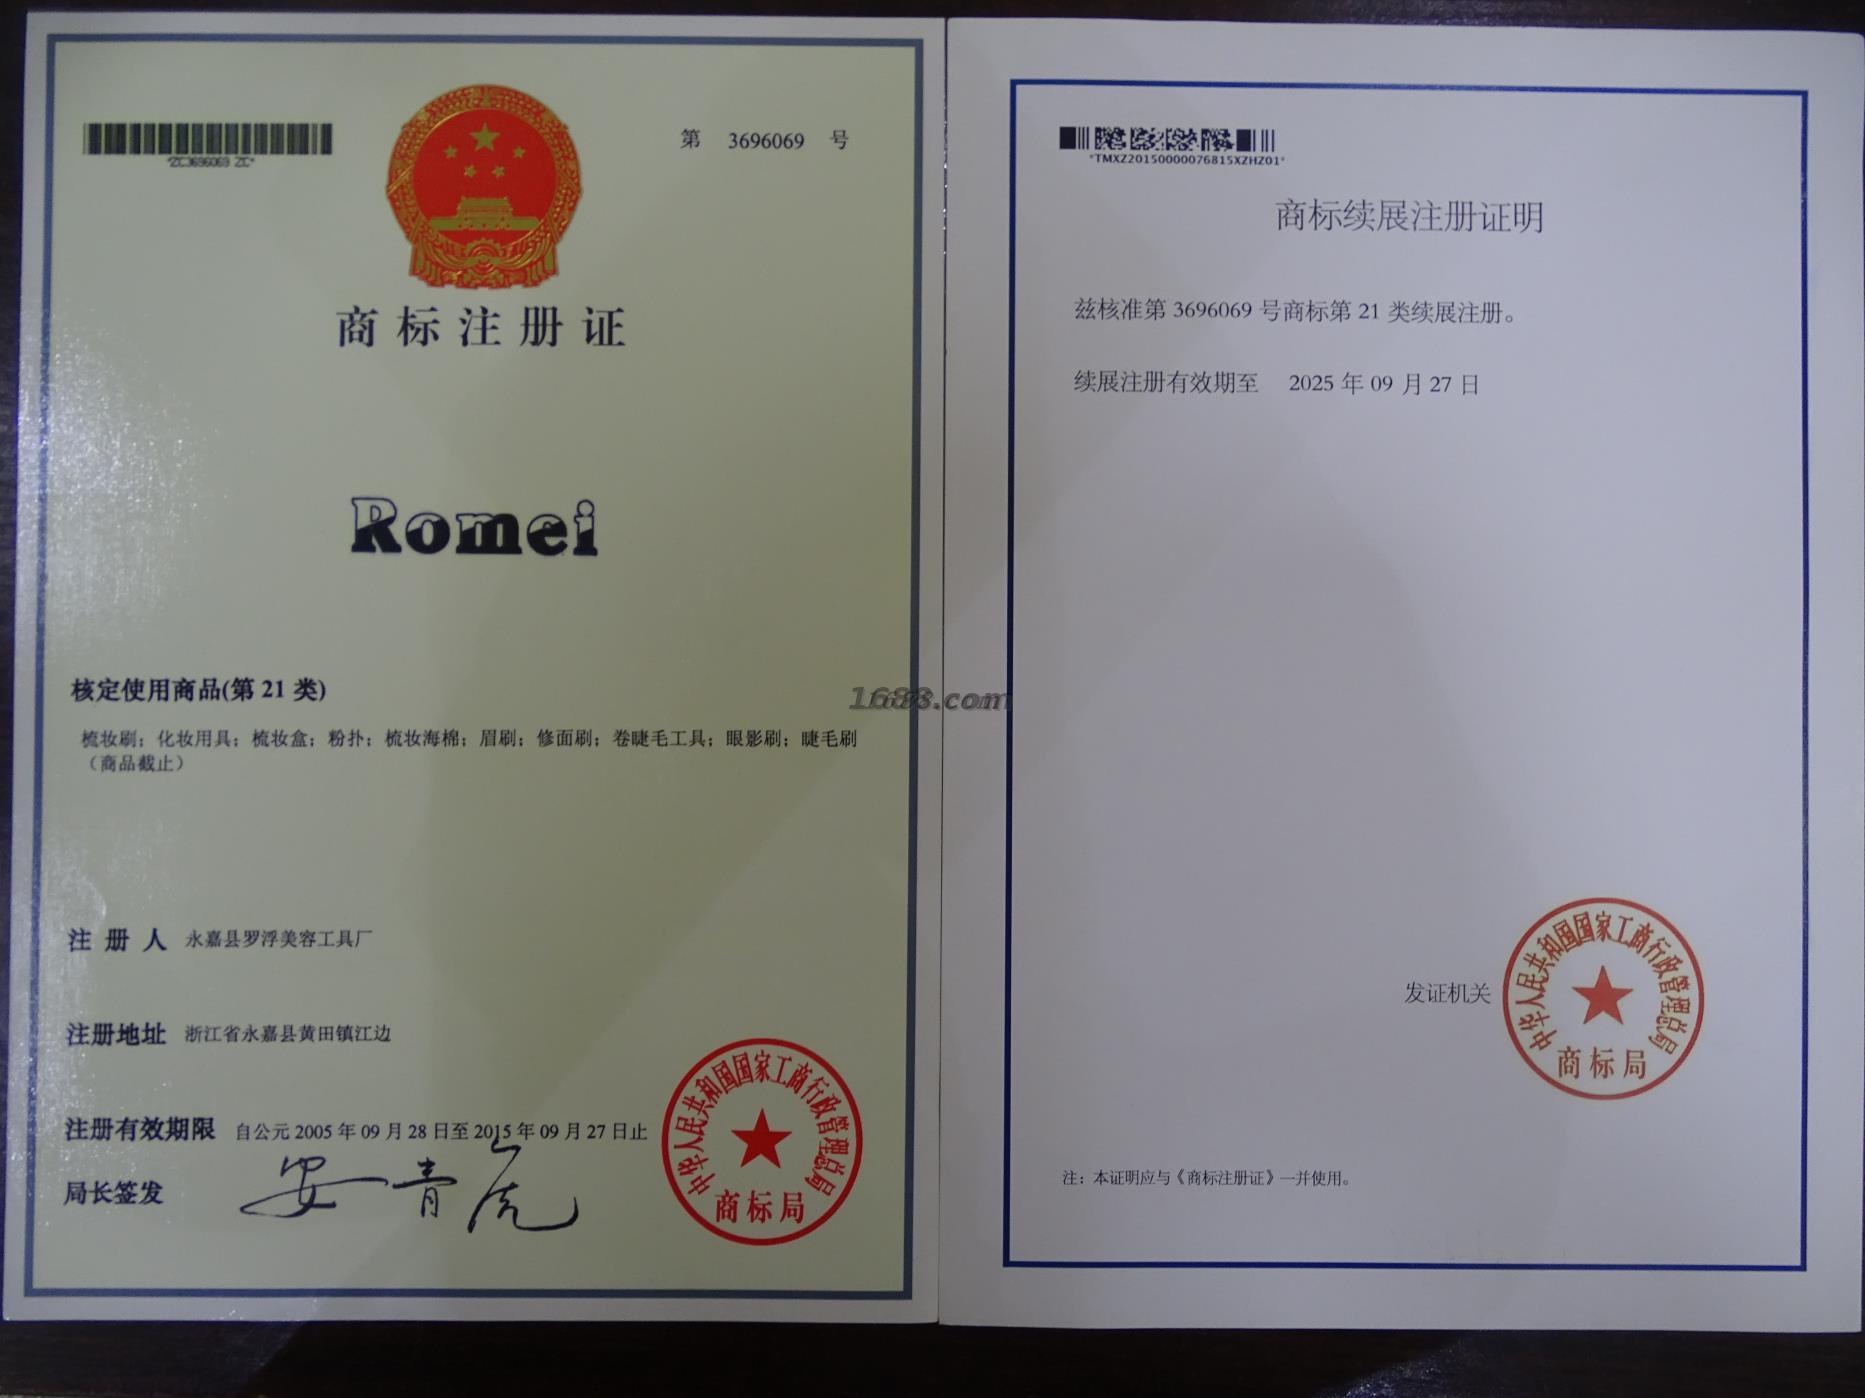 *ZC3696069 ZC*
第 3696069 号
商标注册证
Romei
核定使用商品(第 21 类)
梳妆刷；化妆用具；梳妆盒；粉扑；梳妆海棉；眉刷；修面刷；卷睫毛工具；眼影刷；睫毛刷
（商品截止）
注 册 人 永嘉县罗浮美容工具厂
注册地址 浙江省永嘉县黄田镇江边
注册有效期限 自公元 2005 年 09 月 28 日至 2015 年 09 月 27 日止
局长签发 安青虎
中华人民共和国国家工商行政管理总局
商标局
1688.com
*TMXZ20150000076815XZHZ01*
商标续展注册证明
兹核准第 3696069 号商标第 21 类续展注册。
续展注册有效期至 2025 年 09 月 27 日
发证机关
中华人民共和国国家工商行政管理总局
商标局
注：本证明应与《商标注册证》一并使用。